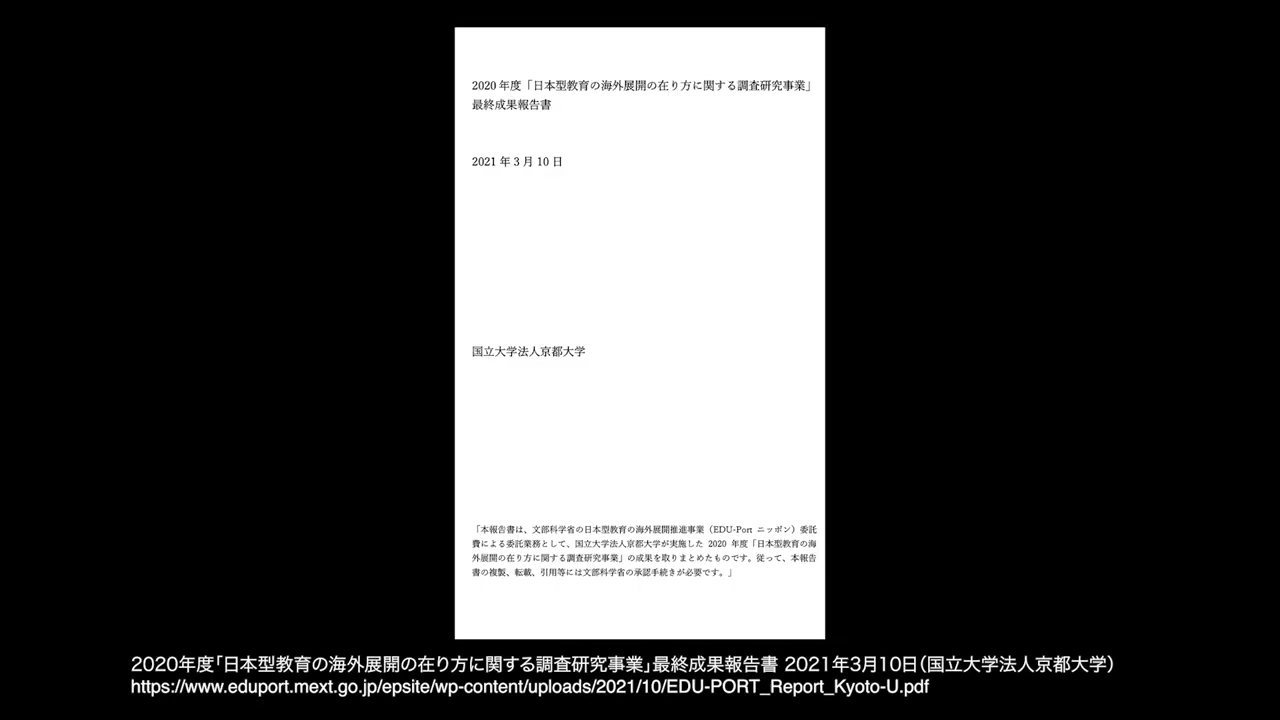 2020 年度「日本型教育の海外展開の在り方に関する調査研究事業」
最終成果報告書
2021 年 3 月 10 日
国立大学法人京都大学
「本報告書は、文部科学省の日本型教育の海外展開推進事業（EDU-Port ニッポン）委託
費による委託業務として、国立大学法人京都大学が実施した 2020 年度「日本型教育の海
外展開の在り方に関する調査研究事業」の成果を取りまとめたものです。従って、本報告
書の複製、転載、引用等には文部科学省の承認手続きが必要です。」
2020年度「日本型教育の海外展開の在り方に関する調査研究事業」最終成果報告書 2021年3月10日（国立大学法人京都大学）
https://www.eduport.mext.go.jp/epsite/wp-content/uploads/2021/10/EDU-PORT_Report_Kyoto-U.pdf